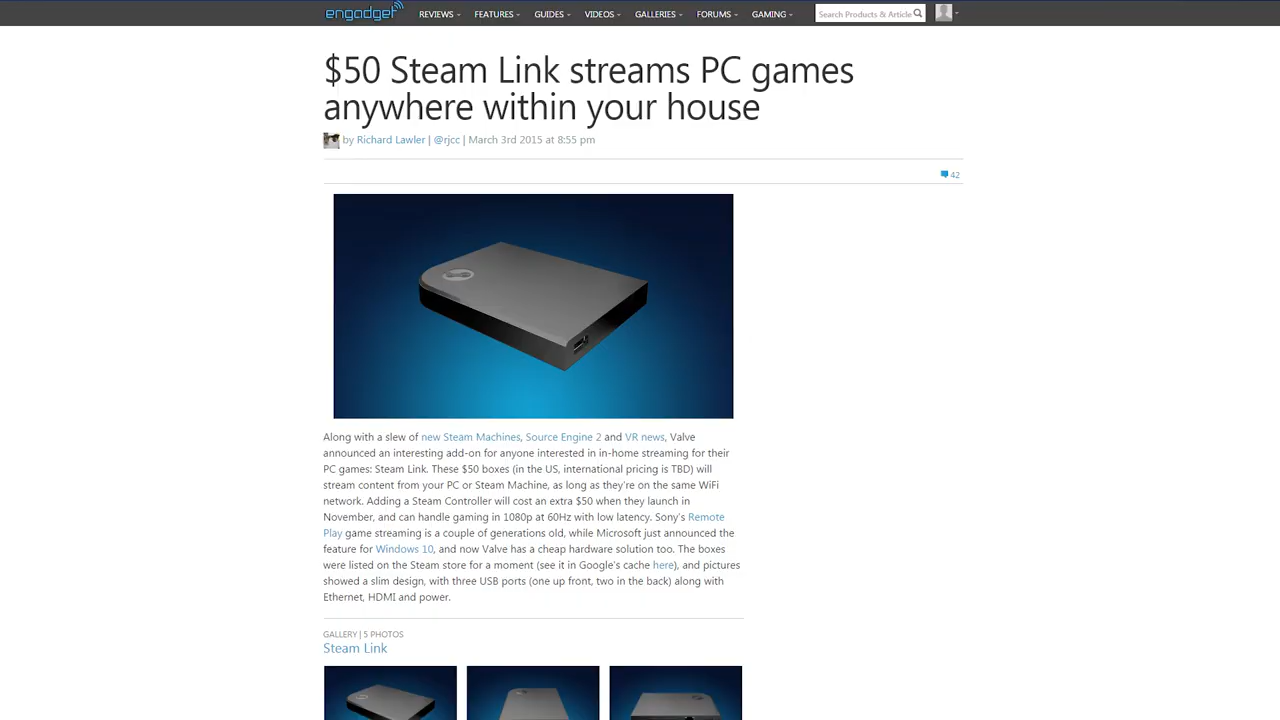 engadget REVIEWS FEATURES GUIDES VIDEOS GALLERIES FORUMS GAMING Search Products & Article
$50 Steam Link streams PC games
anywhere within your house
by Richard Lawler | @rjcc | March 3rd 2015 at 8:55 pm
42
Along with a slew of new Steam Machines, Source Engine 2 and VR news, Valve
announced an interesting add-on for anyone interested in in-home streaming for their
PC games: Steam Link. These $50 boxes (in the US, international pricing is TBD) will
stream content from your PC or Steam Machine, as long as they're on the same WiFi
network. Adding a Steam Controller will cost an extra $50 when they launch in
November, and can handle gaming in 1080p at 60Hz with low latency. Sony's Remote
Play game streaming is a couple of generations old, while Microsoft just announced the
feature for Windows 10, and now Valve has a cheap hardware solution too. The boxes
were listed on the Steam store for a moment (see it in Google's cache here), and pictures
showed a slim design, with three USB ports (one up front, two in the back) along with
Ethernet, HDMI and power.
GALLERY | 5 PHOTOS
Steam Link